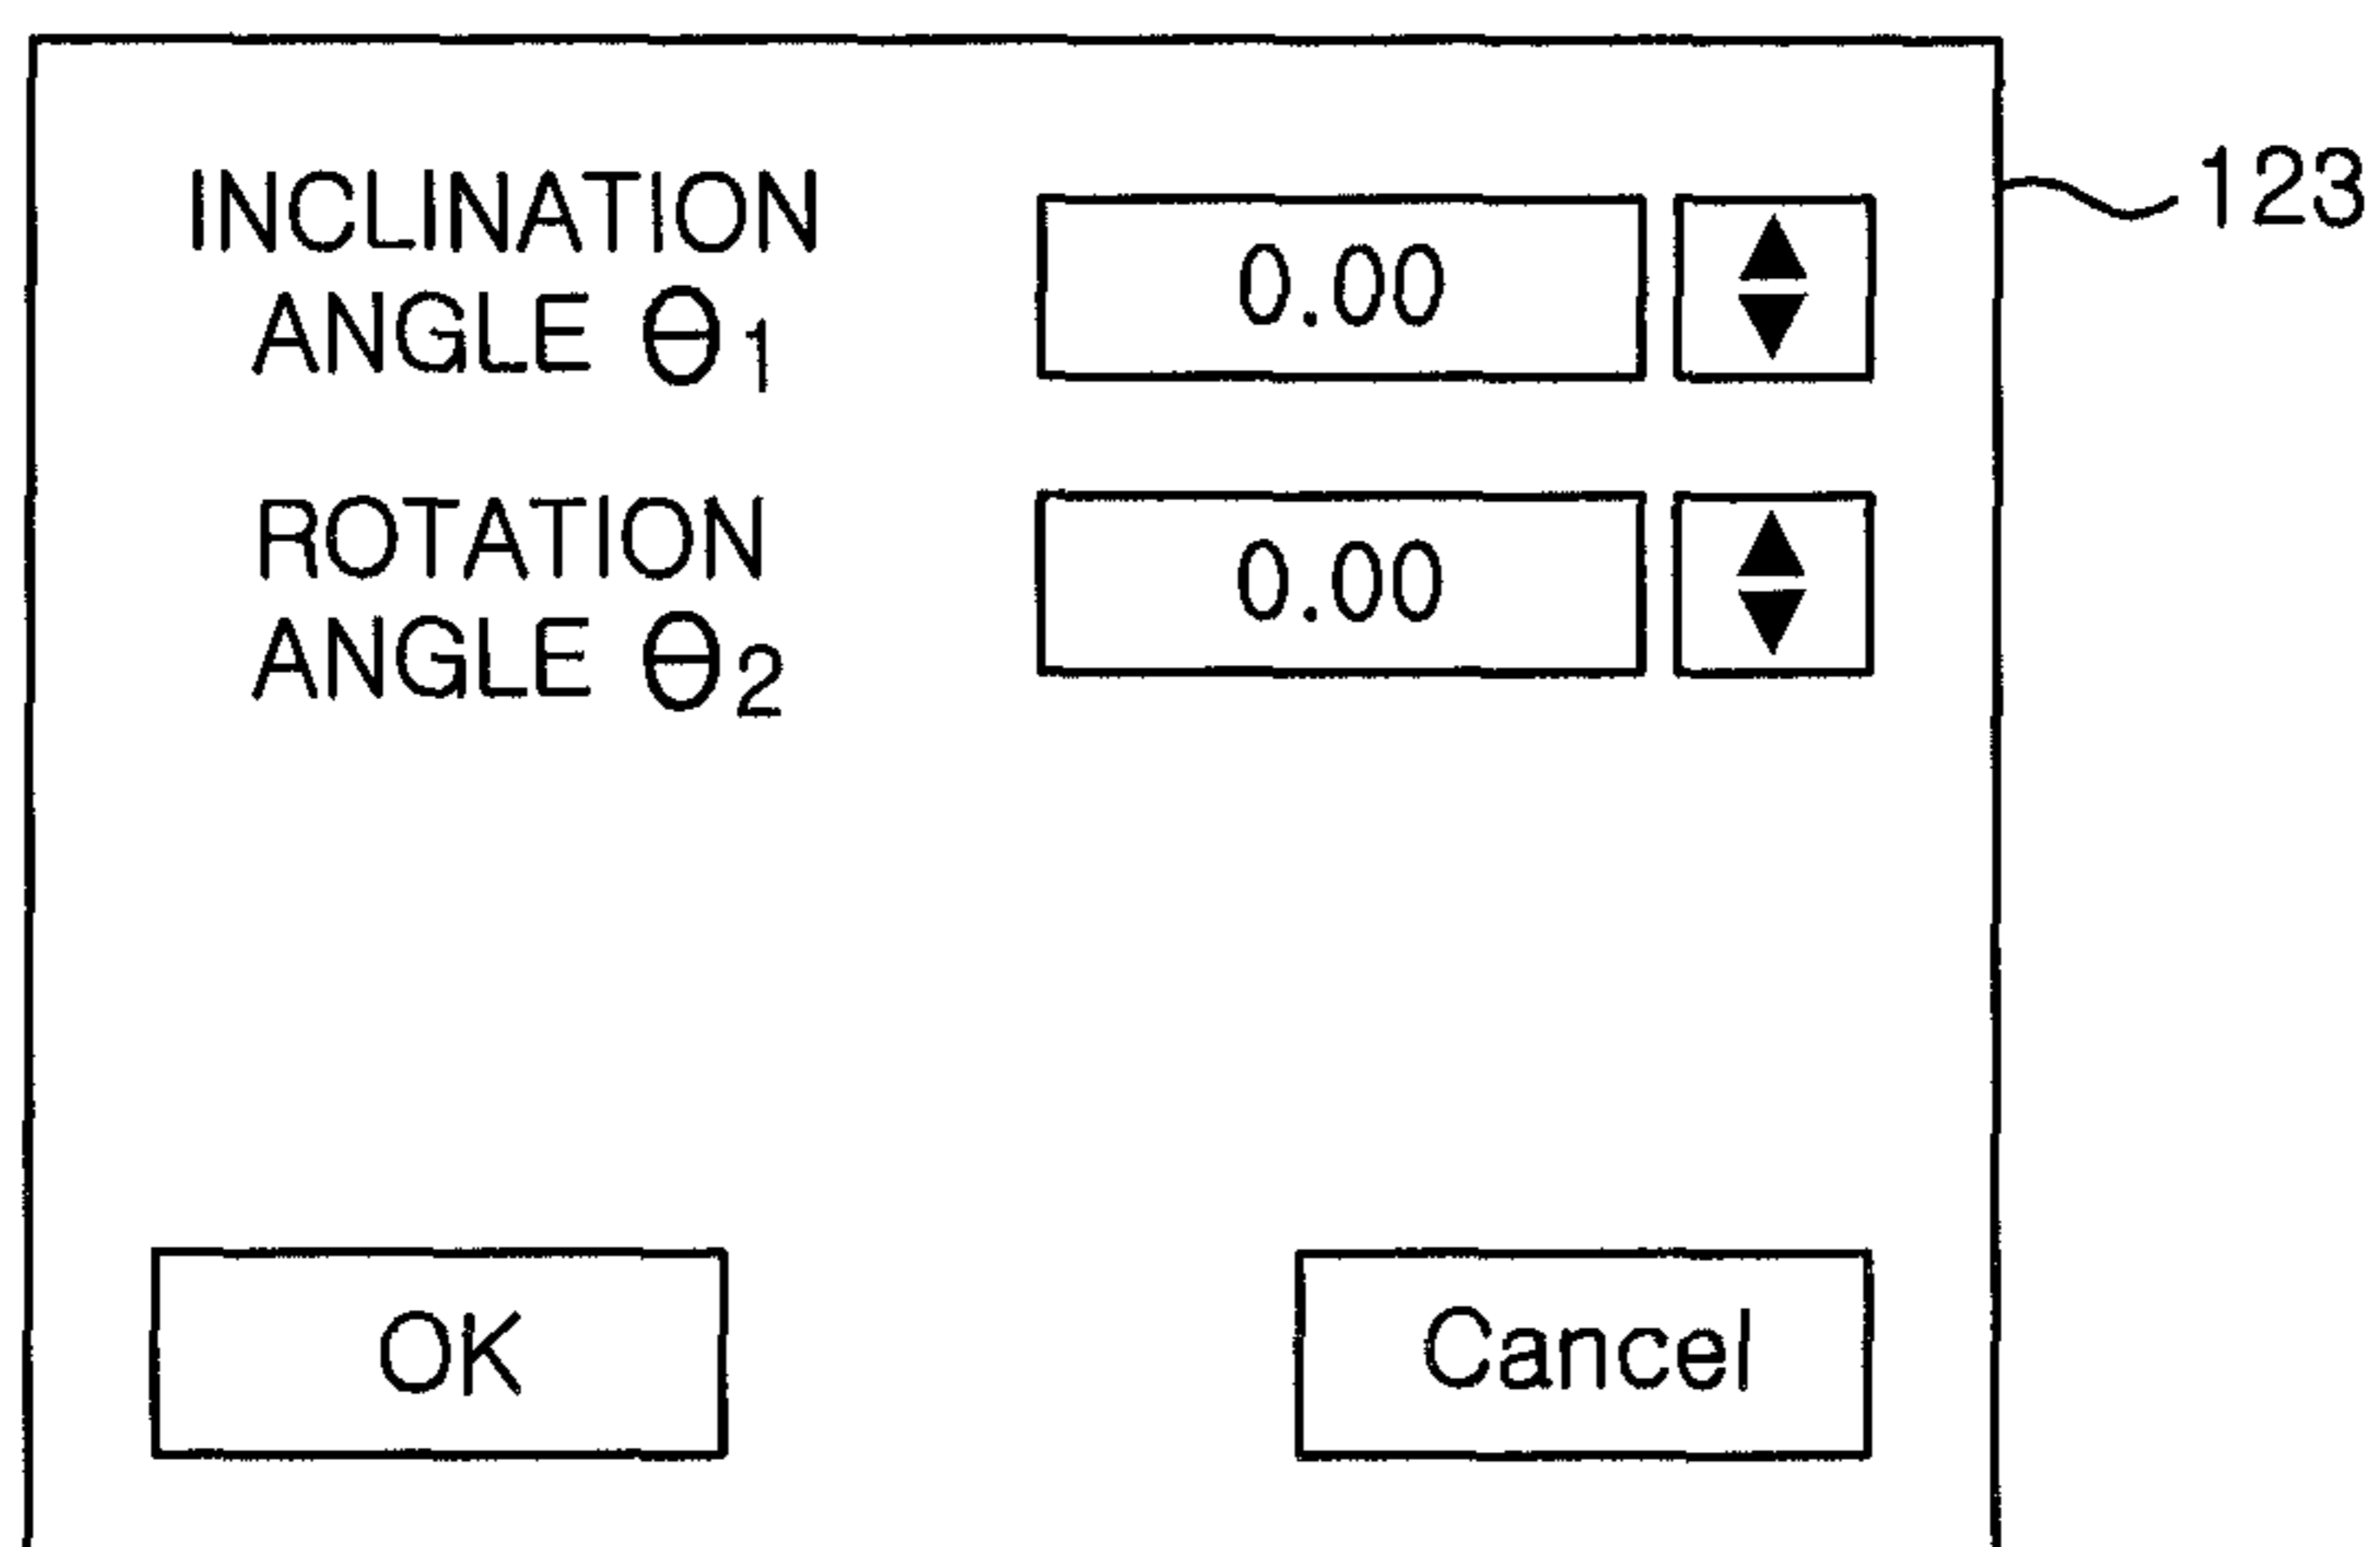 INCLINATION
ANGLE θ1
0.00
123
ROTATION
ANGLE θ2
0.00
OK
Cancel